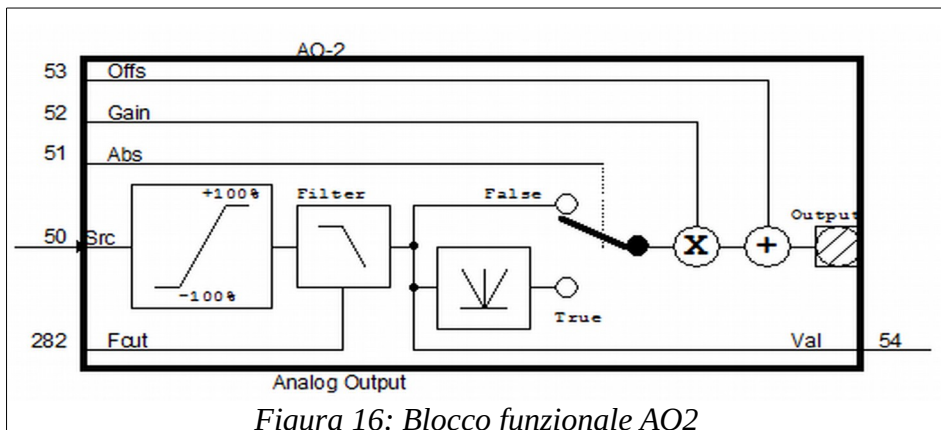 AO-2
53 Offs
52 Gain
51 Abs
+100% Filter False
Output
50 Src X +
-100%
True
282 Fcut Val 54
Analog Output
Figura 16: Blocco funzionale AO2